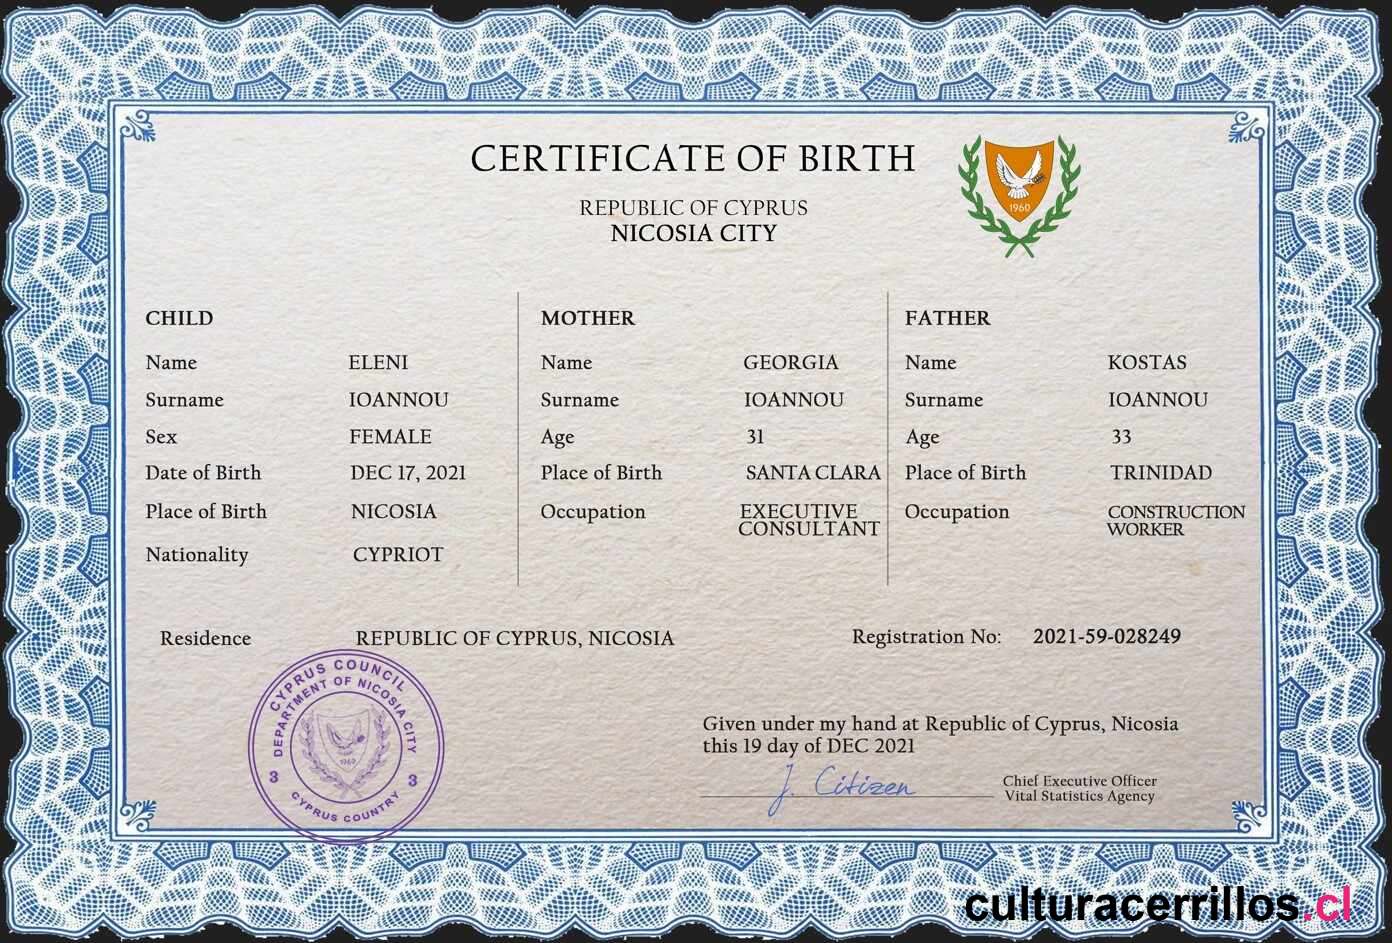 CERTIFICATE OF BIRTH
REPUBLIC OF CYPRUS
NICOSIA CITY
1960
CHILD
Name ELENI
Surname IOANNOU
Sex FEMALE
Date of Birth DEC 17, 2021
Place of Birth NICOSIA
Nationality CYPRIOT
MOTHER
Name GEORGIA
Surname IOANNOU
Age 31
Place of Birth SANTA CLARA
Occupation EXECUTIVE
CONSULTANT
FATHER
Name KOSTAS
Surname IOANNOU
Age 33
Place of Birth TRINIDAD
Occupation CONSTRUCTION
WORKER
Residence REPUBLIC OF CYPRUS, NICOSIA
Registration No: 2021-59-028249
CYPRUS COUNCIL
DEPARTMENT OF NICOSIA CITY
1960
3 3
CYPRUS COUNTRY
Given under my hand at Republic of Cyprus, Nicosia
this 19 day of DEC 2021
J. Citizen
Chief Executive Officer
Vital Statistics Agency
culturacerrillos.cl